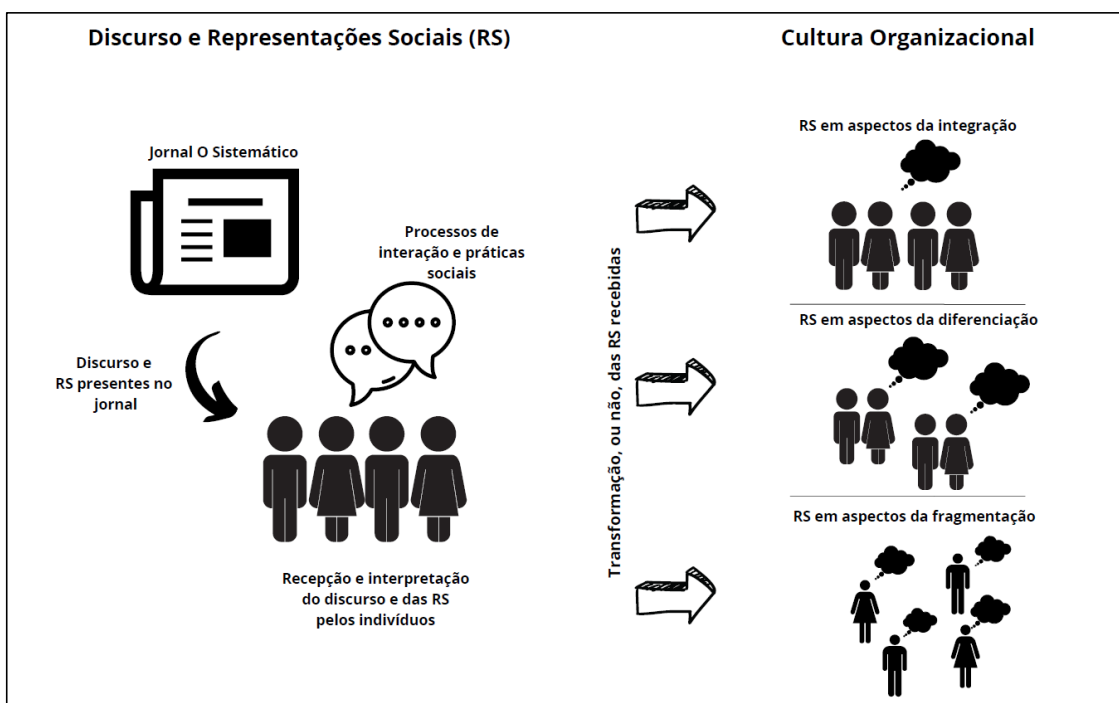 Discurso e Representações Sociais (RS)
Jornal O Sistemático
Processos de
interação e práticas
sociais
Discurso e
RS presentes no
jornal
Recepção e interpretação
do discurso e das RS
pelos indivíduos
Transformação, ou não, das RS recebidas
Cultura Organizacional
RS em aspectos da integração
RS em aspectos da diferenciação
RS em aspectos da fragmentação